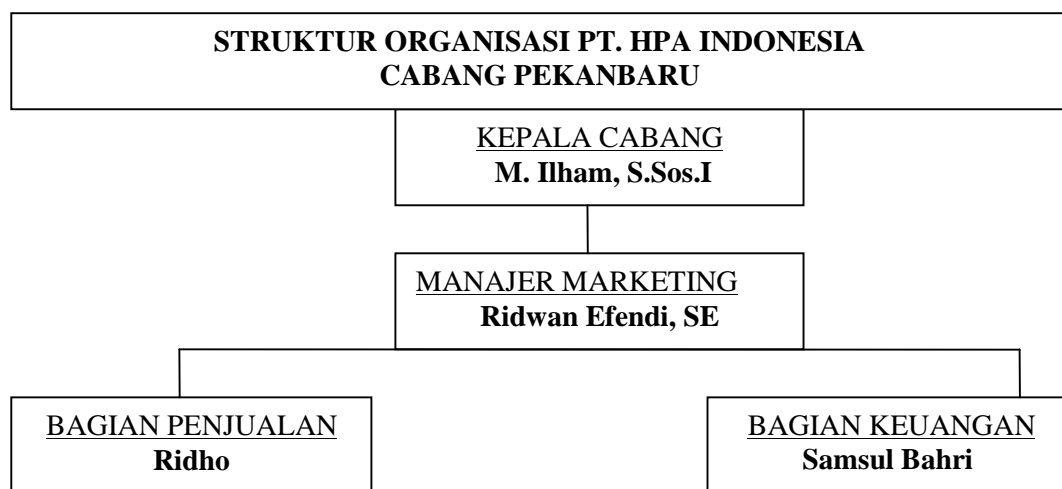 STRUKTUR ORGANISASI PT. HPA INDONESIA
CABANG PEKANBARU
KEPALA CABANG
M. Ilham, S.Sos.I
MANAJER MARKETING
Ridwan Efendi, SE
BAGIAN PENJUALAN
Ridho
BAGIAN KEUANGAN
Samsul Bahri